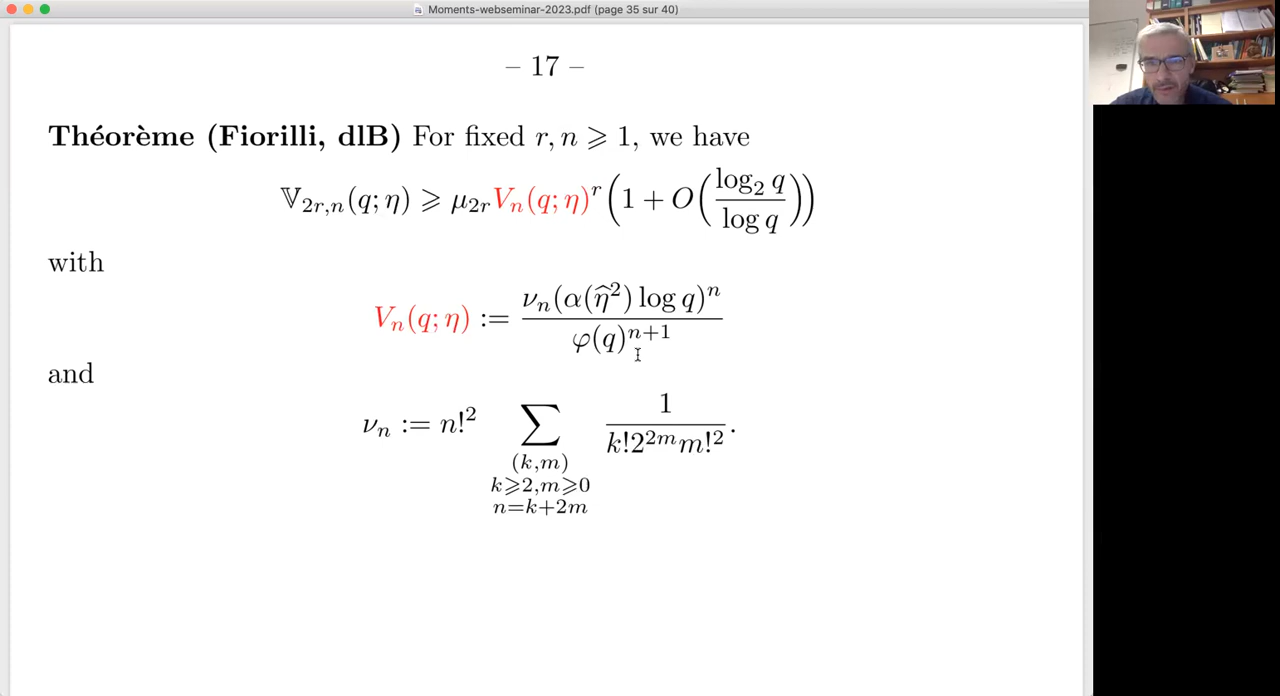 Moments-webseminar-2023.pdf (page 35 sur 40)
– 17 –
Théorème (Fiorilli, dlB) For fixed r, n ⩾ 1, we have
𝕍_{2r,n}(q; η) ⩾ μ_{2r}V_n(q; η)^r(1 + O(log_2 q / log q))
with
V_n(q; η) := ν_n(α(η̂^2) log q)^n / φ(q)^{n+1}
and
ν_n := n!^2 ∑_{(k,m) k⩾2,m⩾0 n=k+2m} 1 / k!2^{2m}m!^2.